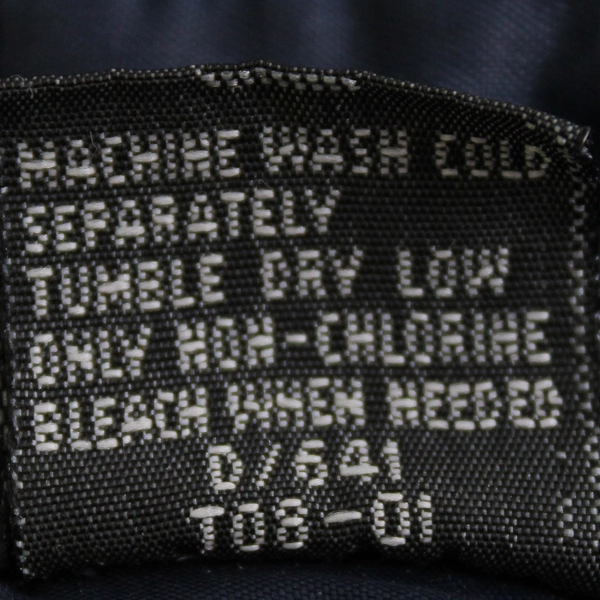 MACHINE WASH COLD
SEPARATELY
TUMBLE DRY LOW
ONLY NON-CHLORINE
BLEACH WHEN NEEDED
D/641
T08-01